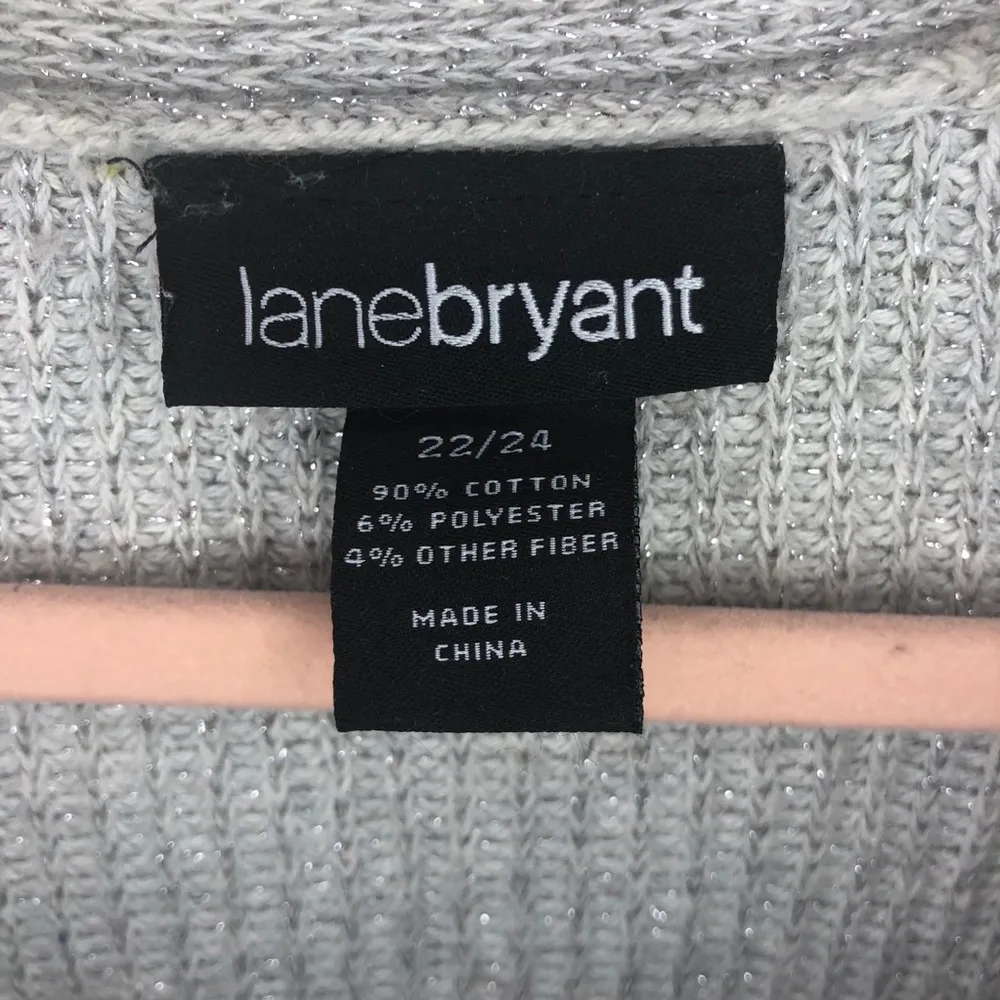 lanebryant
22/24
90% COTTON
6% POLYESTER
4% OTHER FIBER
MADE IN
CHINA